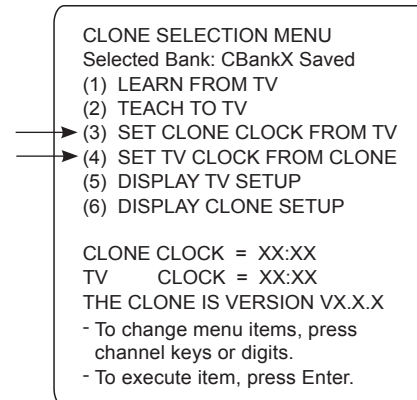 CLONE SELECTION MENU
Selected Bank: CBankX Saved
(1) LEARN FROM TV
(2) TEACH TO TV
(3) SET CLONE CLOCK FROM TV
(4) SET TV CLOCK FROM CLONE
(5) DISPLAY TV SETUP
(6) DISPLAY CLONE SETUP
CLONE CLOCK = XX:XX
TV CLOCK = XX:XX
THE CLONE IS VERSION VX.X.X
- To change menu items, press
channel keys or digits.
- To execute item, press Enter.